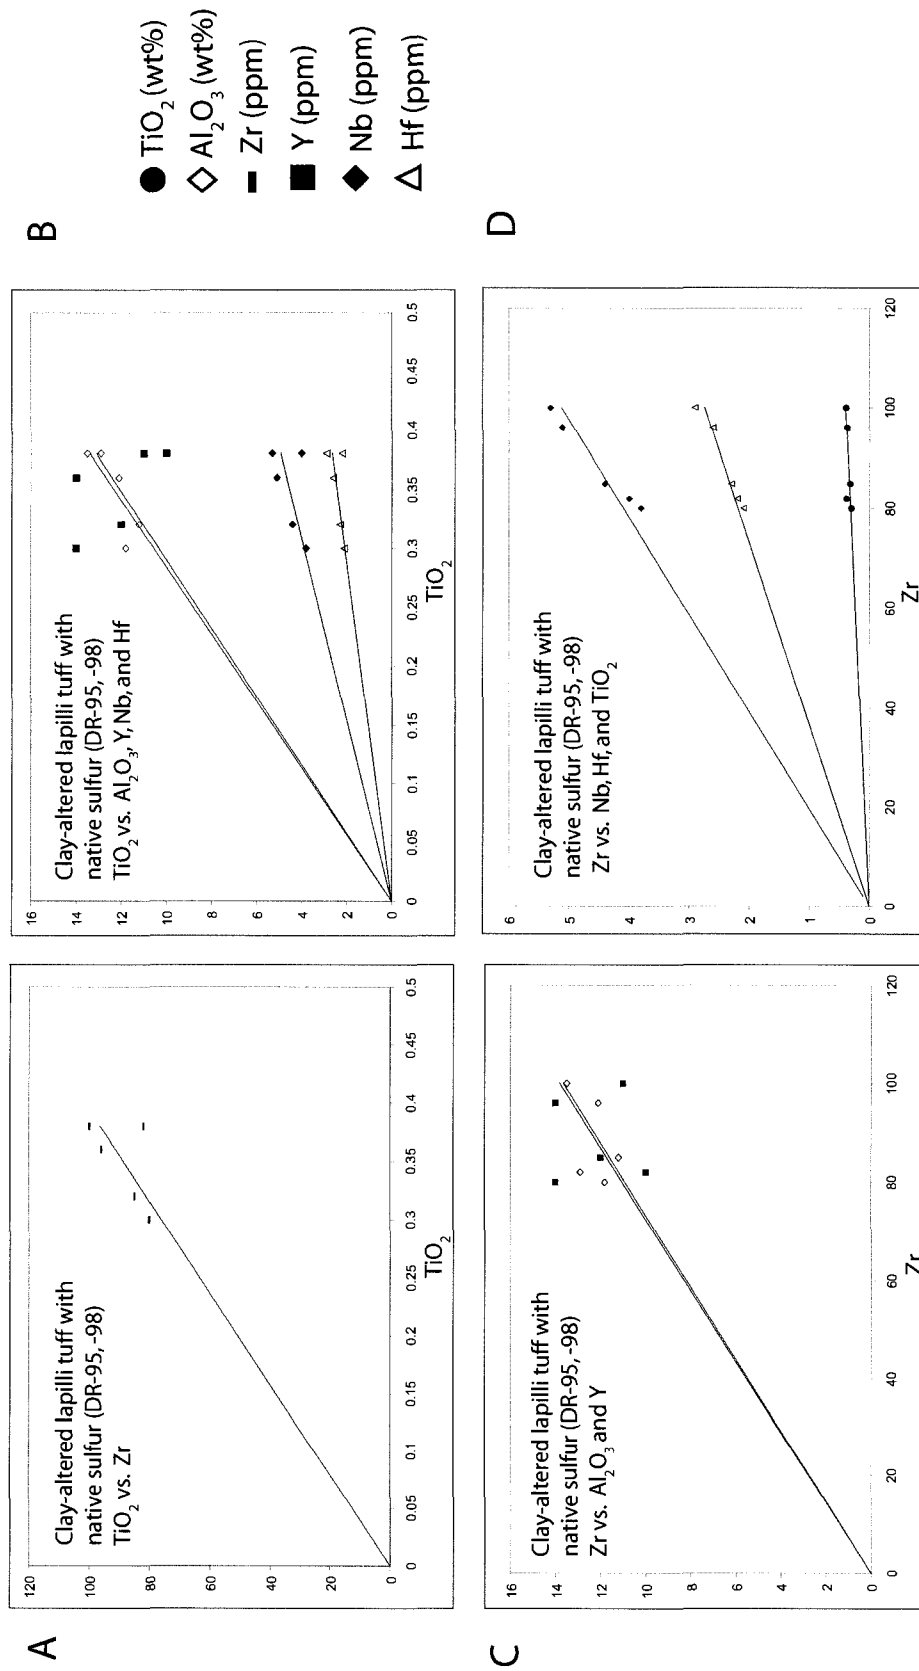 A
Clay-altered lapilli tuff with
native sulfur (DR-95, -98)
TiO2 vs. Zr
120
100
80
60
40
20
0
0 0.05 0.1 0.15 0.2 0.25 0.3 0.35 0.4 0.45 0.5
TiO2
B
Clay-altered lapilli tuff with
native sulfur (DR-95, -98)
TiO2 vs. Al2O3, Y, Nb, and Hf
16
14
12
10
8
6
4
2
0
0 0.05 0.1 0.15 0.2 0.25 0.3 0.35 0.4 0.45 0.5
TiO2
TiO2 (wt%)
Al2O3 (wt%)
Zr (ppm)
Y (ppm)
Nb (ppm)
Hf (ppm)
C
Clay-altered lapilli tuff with
native sulfur (DR-95, -98)
Zr vs. Al2O3 and Y
16
14
12
10
8
6
4
2
0
0 20 40 60 80 100 120
Zr
D
Clay-altered lapilli tuff with
native sulfur (DR-95, -98)
Zr vs. Nb, Hf, and TiO2
6
5
4
3
2
1
0
0 20 40 60 80 100 120
Zr